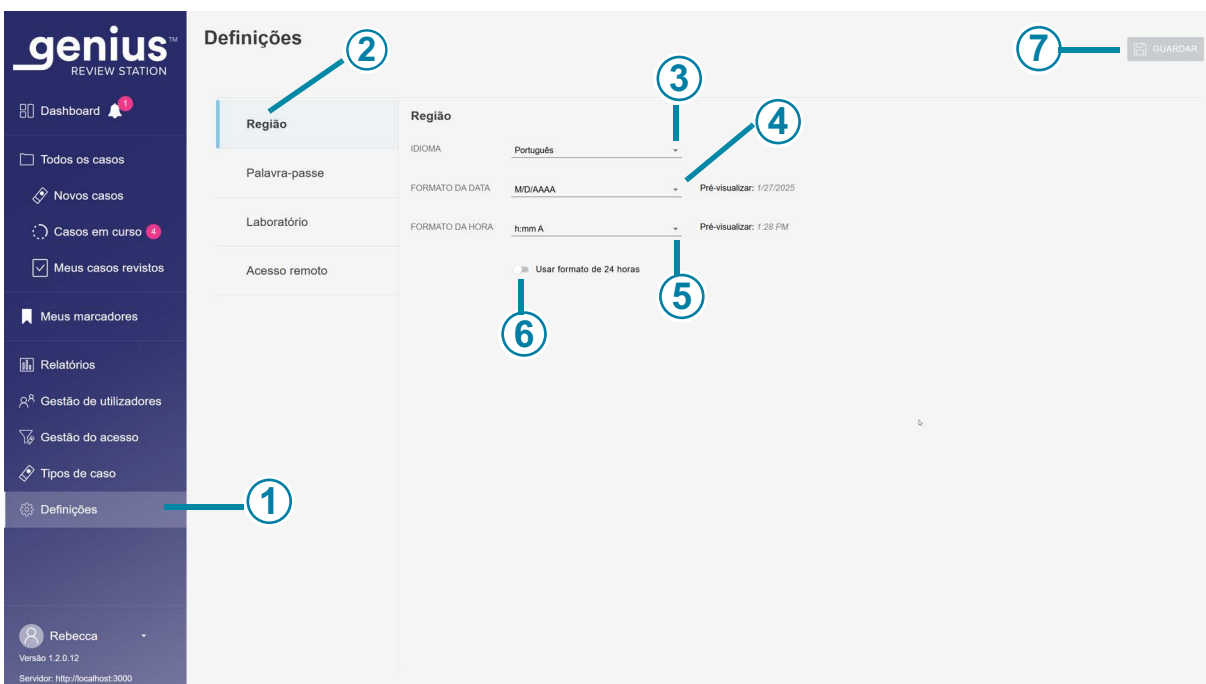 genius™
REVIEW STATION
Dashboard 1
Todos os casos
Novos casos
Casos em curso 4
Meus casos revistos
Meus marcadores
Relatórios
Gestão de utilizadores
Gestão do acesso
Tipos de caso
Definições
Rebecca
Versão 1.2.0.12
Servidor: http://localhost:3000
Definições
GUARDAR
Região
Palavra-passe
Laboratório
Acesso remoto
Região
IDIOMA Português
FORMATO DA DATA M/D/AAAA Pré-visualizar: 1/27/2025
FORMATO DA HORA h:mm A Pré-visualizar: 1:28 PM
Usar formato de 24 horas
1
2
3
4
5
6
7